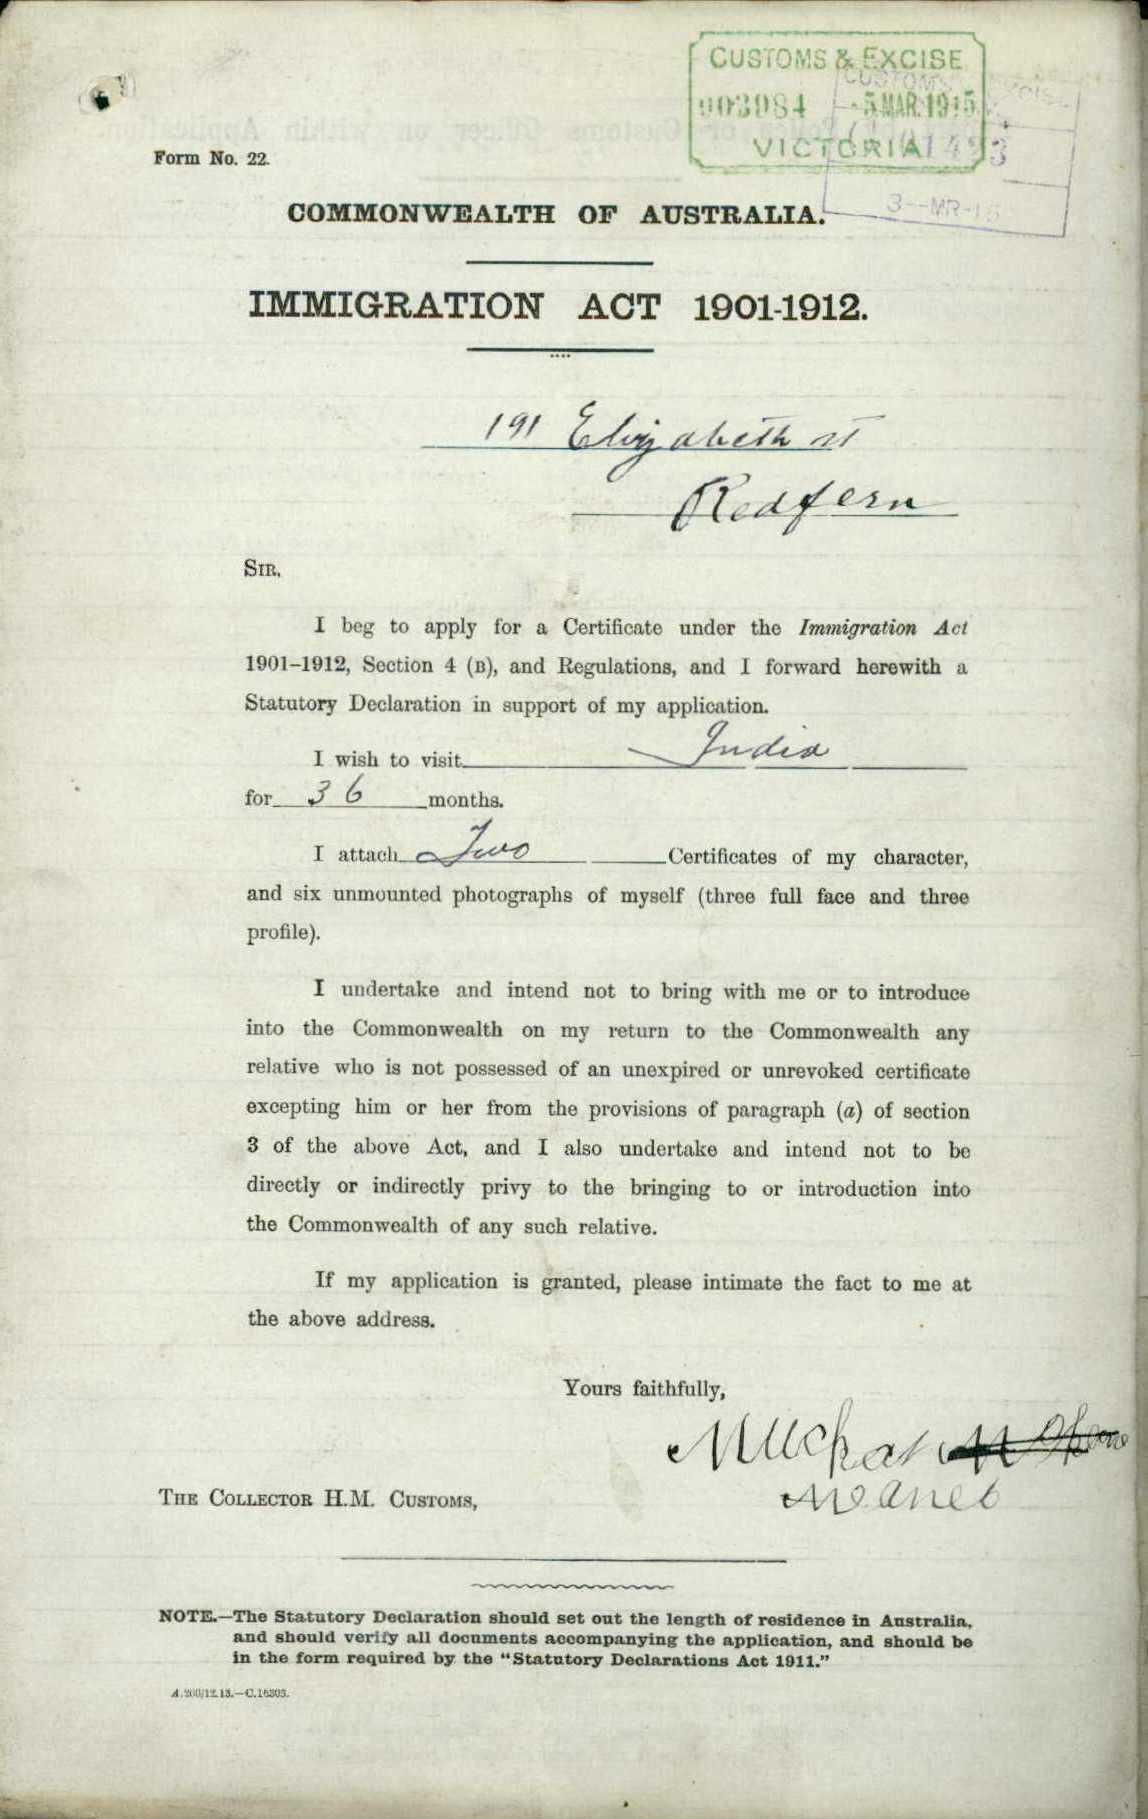 CUSTOMS & EXCISE
903984 -5 MAR.1915
VICTORIA
3--MR-15
Form No. 22.
COMMONWEALTH OF AUSTRALIA.
IMMIGRATION ACT 1901-1912.
191 Elizabeth st
Redfern
SIR,
I beg to apply for a Certificate under the Immigration Act
1901–1912, Section 4 (B), and Regulations, and I forward herewith a
Statutory Declaration in support of my application.
I wish to visit India
for 36 months.
I attach Two Certificates of my character,
and six unmounted photographs of myself (three full face and three
profile).
I undertake and intend not to bring with me or to introduce
into the Commonwealth on my return to the Commonwealth any
relative who is not possessed of an unexpired or unrevoked certificate
excepting him or her from the provisions of paragraph (a) of section
3 of the above Act, and I also undertake and intend not to be
directly or indirectly privy to the bringing to or introduction into
the Commonwealth of any such relative.
If my application is granted, please intimate the fact to me at
the above address.
Yours faithfully,
THE COLLECTOR H.M. CUSTOMS,
NOTE.—The Statutory Declaration should set out the length of residence in Australia,
and should verify all documents accompanying the application, and should be
in the form required by the "Statutory Declarations Act 1911."
A.200/12.13.—C.16305.